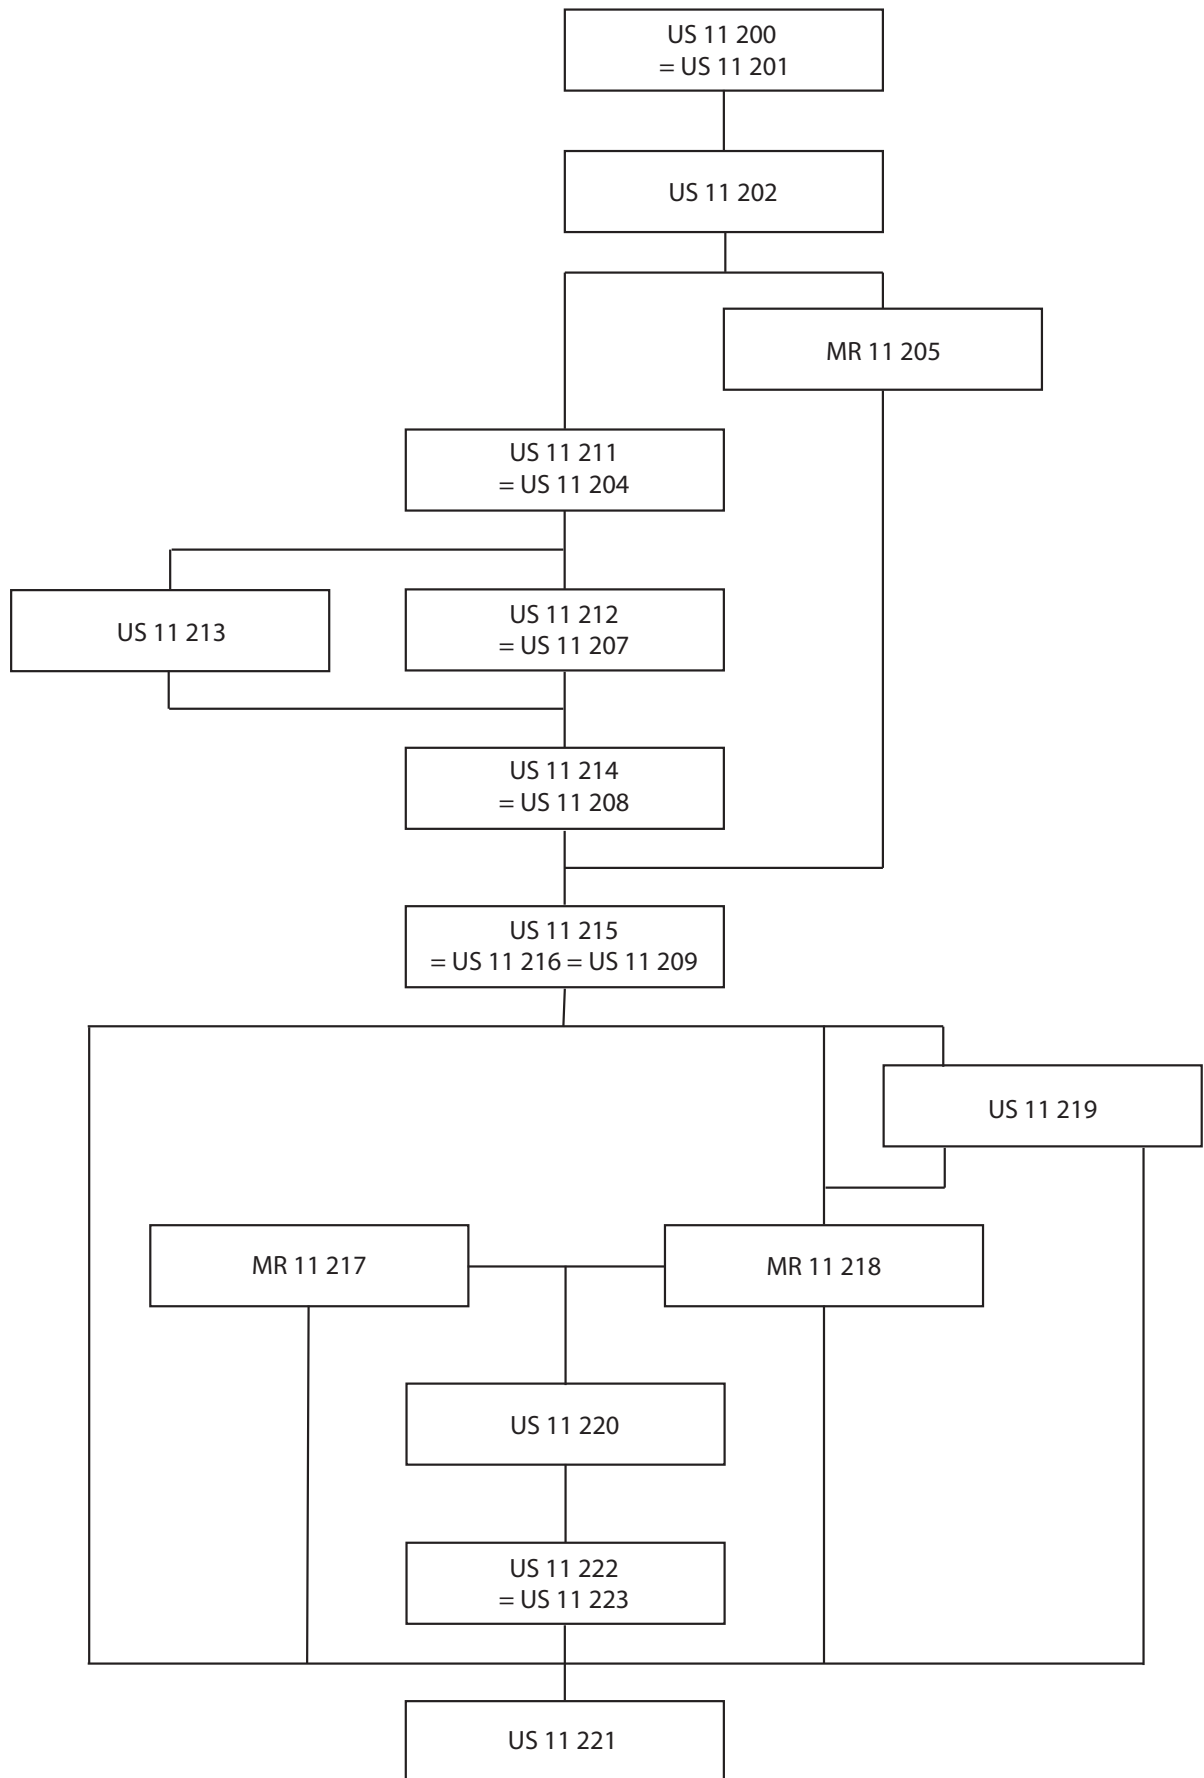 US 11 200
= US 11 201
US 11 202
MR 11 205
US 11 211
= US 11 204
US 11 213
US 11 212
= US 11 207
US 11 214
= US 11 208
US 11 215
= US 11 216 = US 11 209
US 11 219
MR 11 217
MR 11 218
US 11 220
US 11 222
= US 11 223
US 11 221